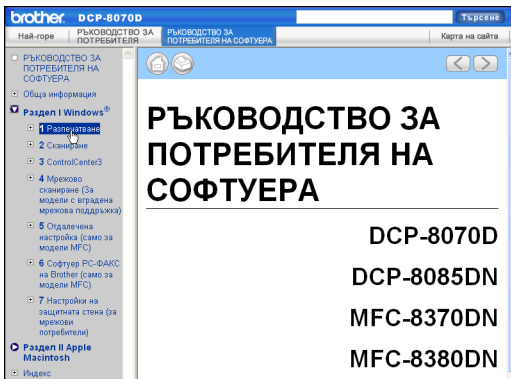 brother. DCP-8070D
Търсене
Най-горе
РЪКОВОДСТВО ЗА
ПОТРЕБИТЕЛЯ
РЪКОВОДСТВО ЗА
ПОТРЕБИТЕЛЯ НА СОФТУЕРА
Карта на сайта
РЪКОВОДСТВО ЗА
ПОТРЕБИТЕЛЯ НА
СОФТУЕРА
Обща информация
Раздел I Windows®
1 Разпечатване
2 Сканиране
3 ControlCenter3
4 Мрежово
сканиране (За
модели с вградена
мрежова поддръжка)
5 Отдалечена
настройка (само за
модели MFC)
6 Софтуер PC-ФАКС
на Brother (само за
модели MFC)
7 Настройки на
защитната стена (за
мрежови
потребители)
Раздел II Apple
Macintosh
Индекс
РЪКОВОДСТВО ЗА
ПОТРЕБИТЕЛЯ НА
СОФТУЕРА
DCP-8070D
DCP-8085DN
MFC-8370DN
MFC-8380DN